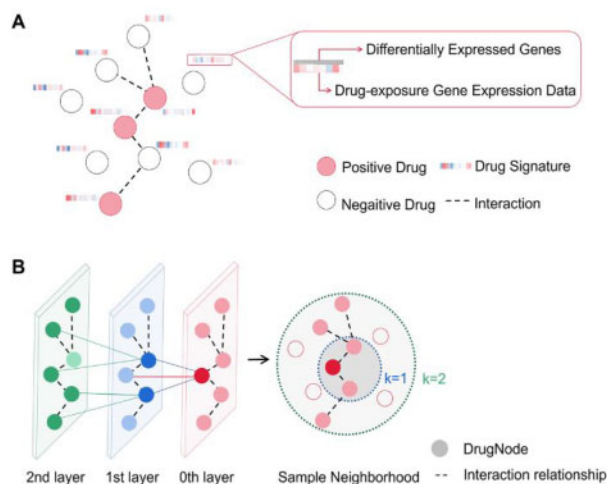 A
Differentially Expressed Genes
Drug-exposure Gene Expression Data
Positive Drug
Drug Signature
Negaitive Drug
Interaction
B
k=1
k=2
DrugNode
2nd layer
1st layer
0th layer
Sample Neighborhood
Interaction relationship